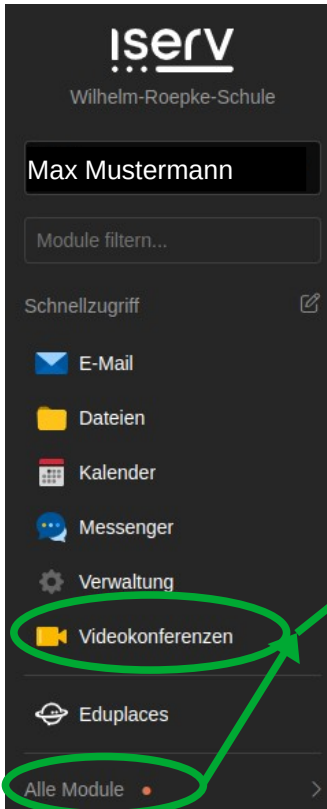 IServ
Wilhelm-Roepke-Schule
Max Mustermann
Module filtern...
Schnellzugriff
E-Mail
Dateien
Kalender
Messenger
Verwaltung
Videokonferenzen
Eduplaces
Alle Module